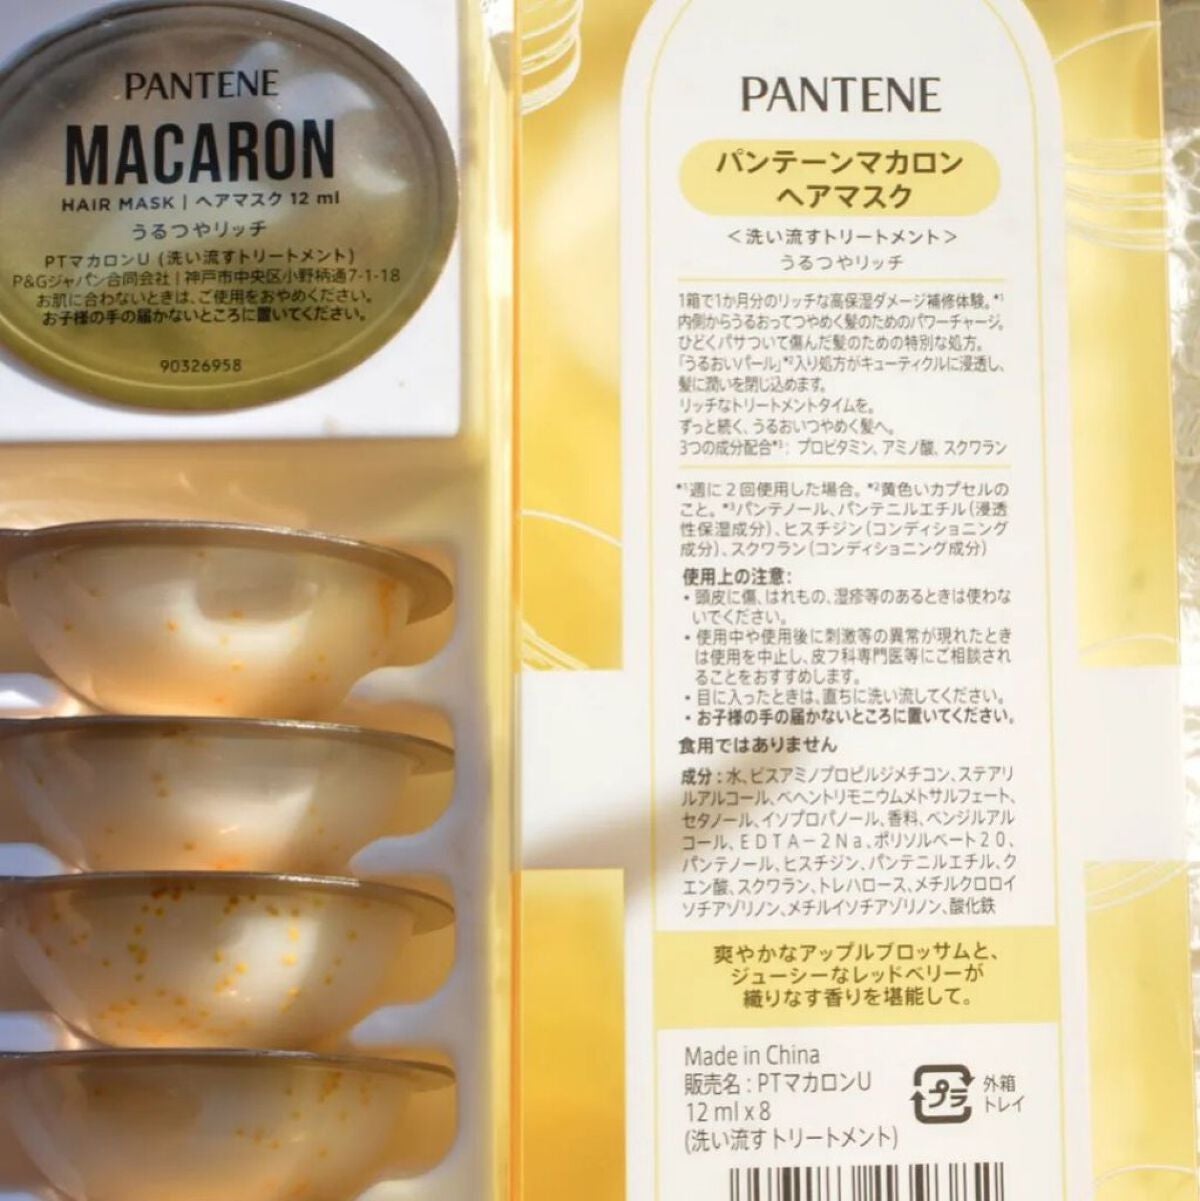 PANTENE
MACARON
HAIR MASK | ヘアマスク 12 ml
うるつやリッチ
PTマカロンU (洗い流すトリートメント)
P&Gジャパン合同会社 | 神戸市中央区小野柄通7-1-18
お肌に合わないときは、ご使用をおやめください。
お子様の手の届かないところに置いてください。
90326958
PANTENE
パンテーンマカロン
ヘアマスク
＜洗い流すトリートメント＞
うるつやリッチ
1箱で1か月分のリッチな高保湿ダメージ補修体験。*1
内側からうるおってつやめく髪のためのパワーチャージ。
ひどくパサついて傷んだ髪のための特別な処方。
「うるおいパール」*2入り処方がキューティクルに浸透し、
髪に潤いを閉じ込めます。
リッチなトリートメントタイムを。
ずっと続く、うるおいつやめく髪へ。
3つの成分配合*3： プロビタミン、アミノ酸、スクワラン
*1週に２回使用した場合。*2黄色いカプセルの
こと。*3パンテノール、パンテニルエチル（浸透
性保湿成分）、ヒスチジン（コンディショニング
成分）、スクワラン（コンディショニング成分）
使用上の注意：
・頭皮に傷、はれもの、湿疹等のあるときは使わな
いでください。
・使用中や使用後に刺激等の異常が現れたとき
は使用を中止し、皮フ科専門医等にご相談され
ることをおすすめします。
・目に入ったときは、直ちに洗い流してください。
・お子様の手の届かないところに置いてください。
食用ではありません
成分：水、ビスアミノプロピルジメチコン、ステアリ
ルアルコール、ベヘントリモニウムメトサルフェート、
セタノール、イソプロパノール、香料、ベンジルアル
コール、ＥＤＴＡ－２Ｎａ、ポリソルベート２０、
パンテノール、ヒスチジン、パンテニルエチル、ク
エン酸、スクワラン、トレハロース、メチルクロロイ
ソチアゾリノン、メチルイソチアゾリノン、酸化鉄
爽やかなアップルブロッサムと、
ジューシーなレッドベリーが
織りなす香りを堪能して。
Made in China
販売名：PTマカロンU
12 ml x 8
(洗い流すトリートメント)
プラ
外箱
トレイ